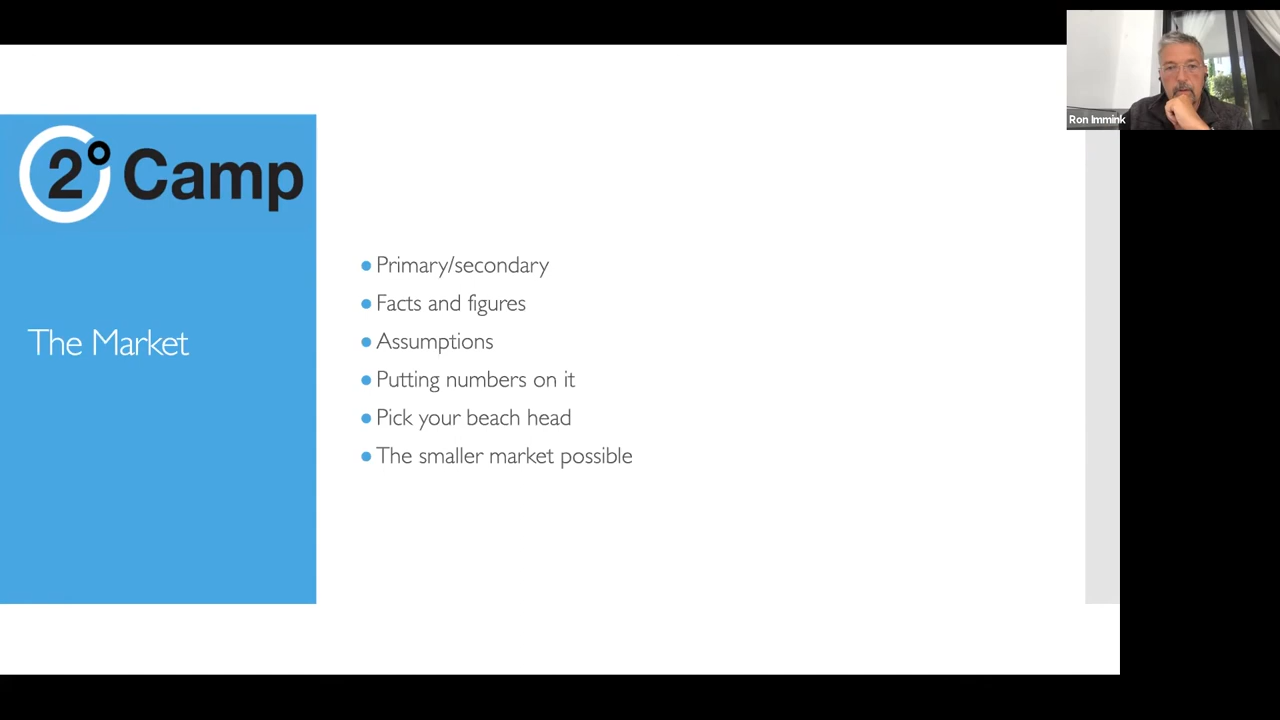 Ron Immink
2° Camp
The Market
Primary/secondary
Facts and figures
Assumptions
Putting numbers on it
Pick your beach head
The smaller market possible